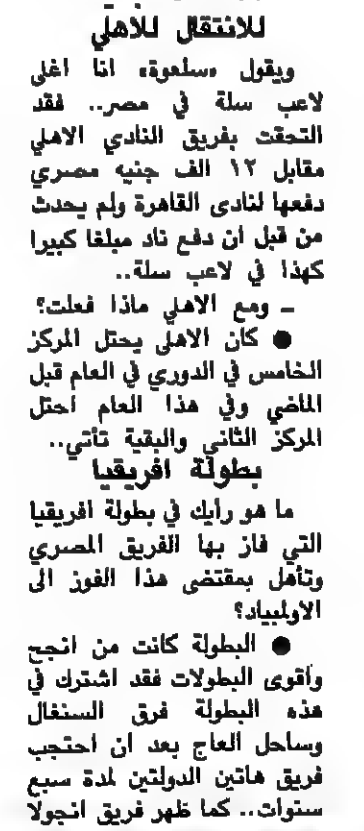 للانتقال للأهلي
ويقول «سلعوة» انا اغلى
لاعب سلة في مصر.. فقد
التحقت بفريق النادي الاهلي
مقابل ١٢ الف جنيه مصري
دفعها لنادى القاهرة ولم يحدث
من قبل ان دفع ناد مبلغا كبيرا
كهذا في لاعب سلة..
ـ ومع الاهلي ماذا فعلت؟
● كان الاهلى يحتل المركز
الخامس في الدوري في العام قبل
الماضي وفي هذا العام احتل
المركز الثاني والبقية تأتي..
بطولة افريقيا
ما هو رأيك في بطولة افريقيا
التي فاز بها الفريق المصري
وتأهل بمقتضى هذا الفوز الى
الاولمبياد؟
● البطولة كانت من انجح
وأقوى البطولات فقد اشترك في
هذه البطولة فرق السنغال
وساحل العاج بعد ان احتجب
فريق هاتين الدولتين لمدة سبع
سنوات.. كما ظهر فريق انجولا